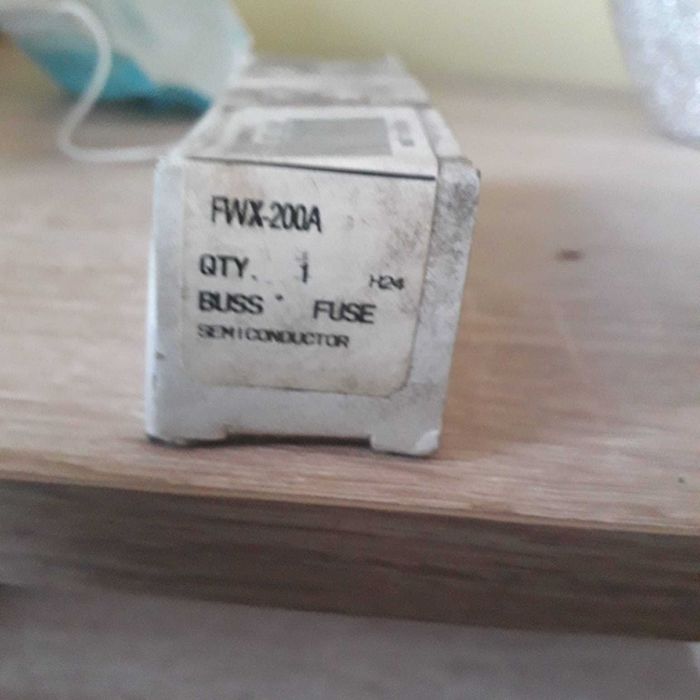 FWX-200A
QTY. 1 H24
BUSS FUSE
SEMICONDUCTOR